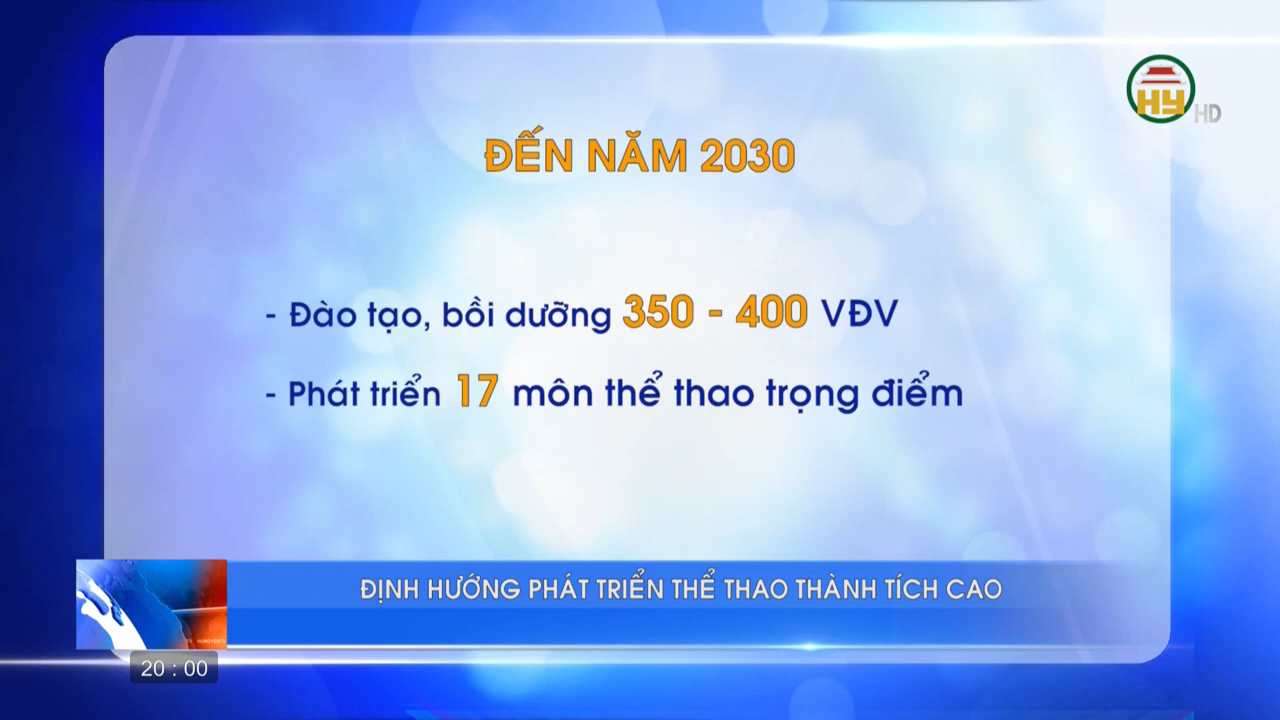 HY HD
ĐẾN NĂM 2030
- Đào tạo, bồi dưỡng 350 - 400 VĐV
- Phát triển 17 môn thể thao trọng điểm
ĐỊNH HƯỚNG PHÁT TRIỂN THỂ THAO THÀNH TÍCH CAO
20 : 00